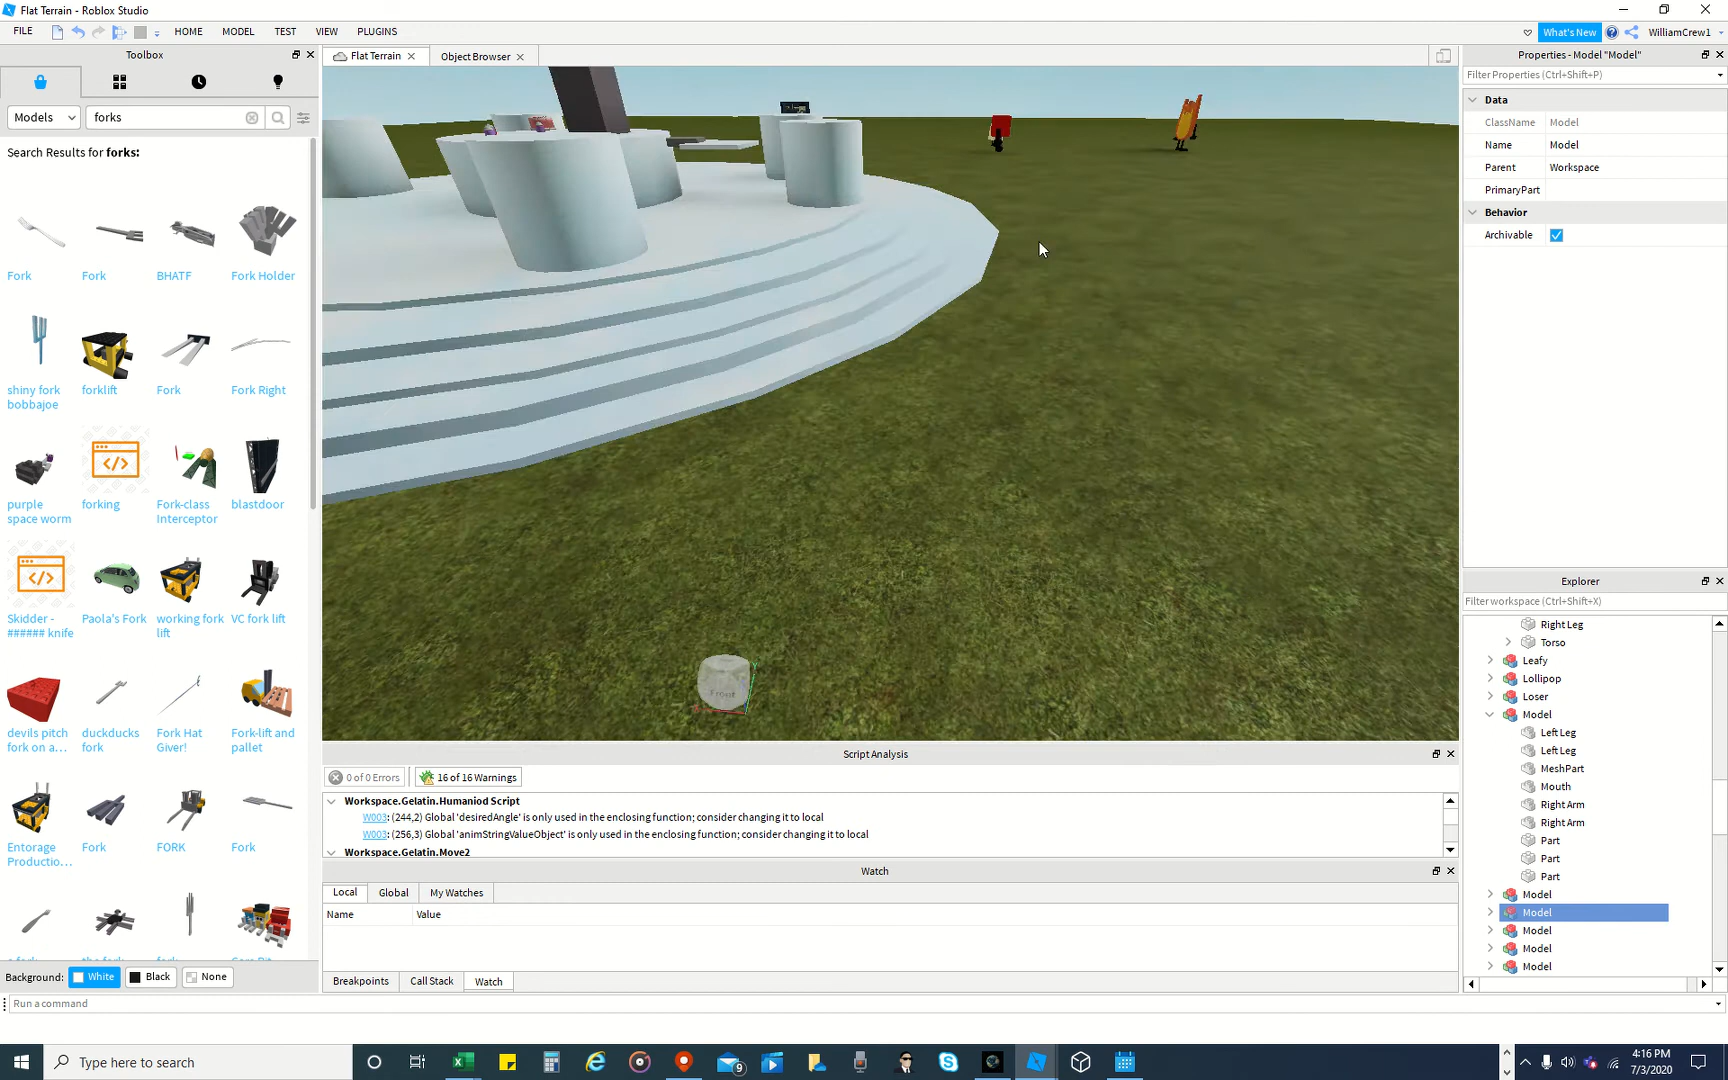 Flat Terrain - Roblox Studio
FILE HOME MODEL TEST VIEW PLUGINS What's New WilliamCrew1
Toolbox
Models forks
Search Results for forks:
Fork Fork BHATF Fork Holder
shiny fork bobbajoe forklift Fork Fork Right
purple space worm forking Fork-class Interceptor blastdoor
Skidder - ###### knife Paola's Fork working fork lift VC fork lift
devils pitch fork on a... duckducks fork Fork Hat Giver! Fork-lift and pallet
Entorage Productio... Fork FORK Fork
Background: White Black None
Run a command
Flat Terrain Object Browser
Front
Script Analysis
0 of 0 Errors 16 of 16 Warnings
Workspace.Gelatin.Humaniod Script
W003: (244,2) Global 'desiredAngle' is only used in the enclosing function; consider changing it to local
W003: (256,3) Global 'animStringValueObject' is only used in the enclosing function; consider changing it to local
Workspace.Gelatin.Move2
Watch
Local Global My Watches
Name Value
Breakpoints Call Stack Watch
Properties - Model "Model"
Filter Properties (Ctrl+Shift+P)
Data
ClassName Model
Name Model
Parent Workspace
PrimaryPart
Behavior
Archivable
Explorer
Filter workspace (Ctrl+Shift+X)
Right Leg
Torso
Leafy
Lollipop
Loser
Model
Left Leg
Left Leg
MeshPart
Mouth
Right Arm
Right Arm
Part
Part
Part
Model
Model
Model
Model
Model
Type here to search
9
4:16 PM
7/3/2020